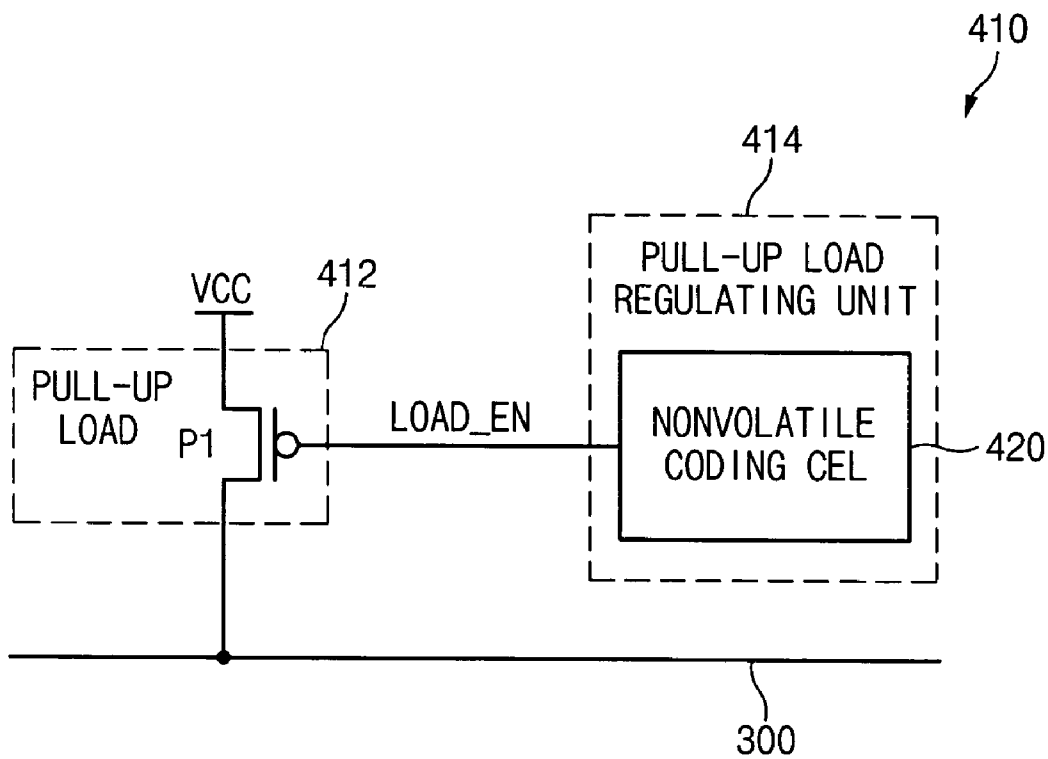 410
414
PULL-UP LOAD
REGULATING UNIT
412
VCC
PULL-UP
LOAD
P1
LOAD_EN
NONVOLATILE
CODING CEL
420
300